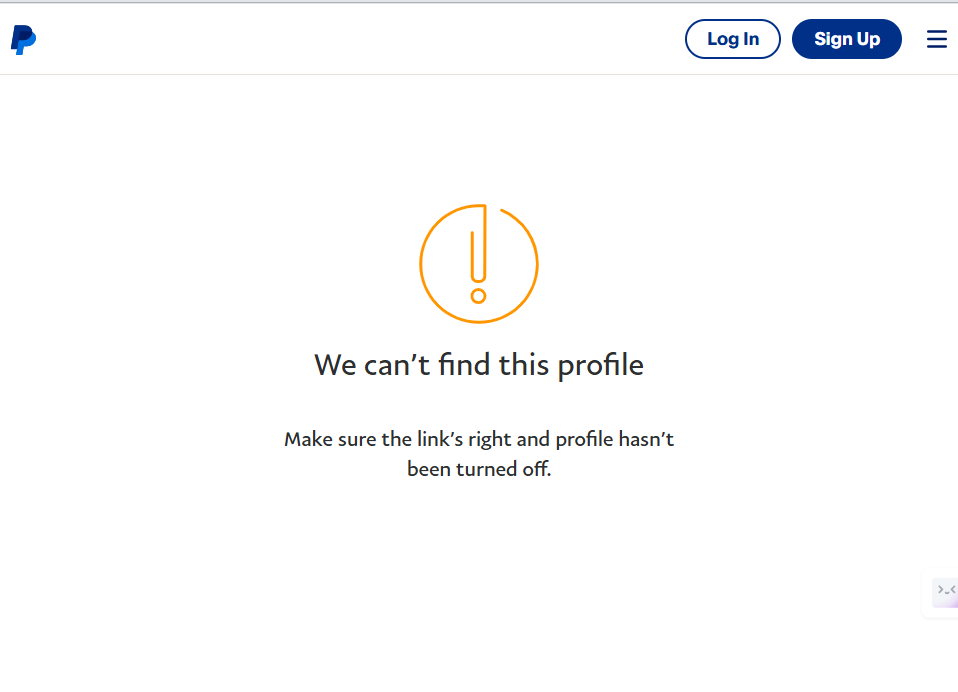 Log In
Sign Up
We can’t find this profile
Make sure the link’s right and profile hasn’t
been turned off.